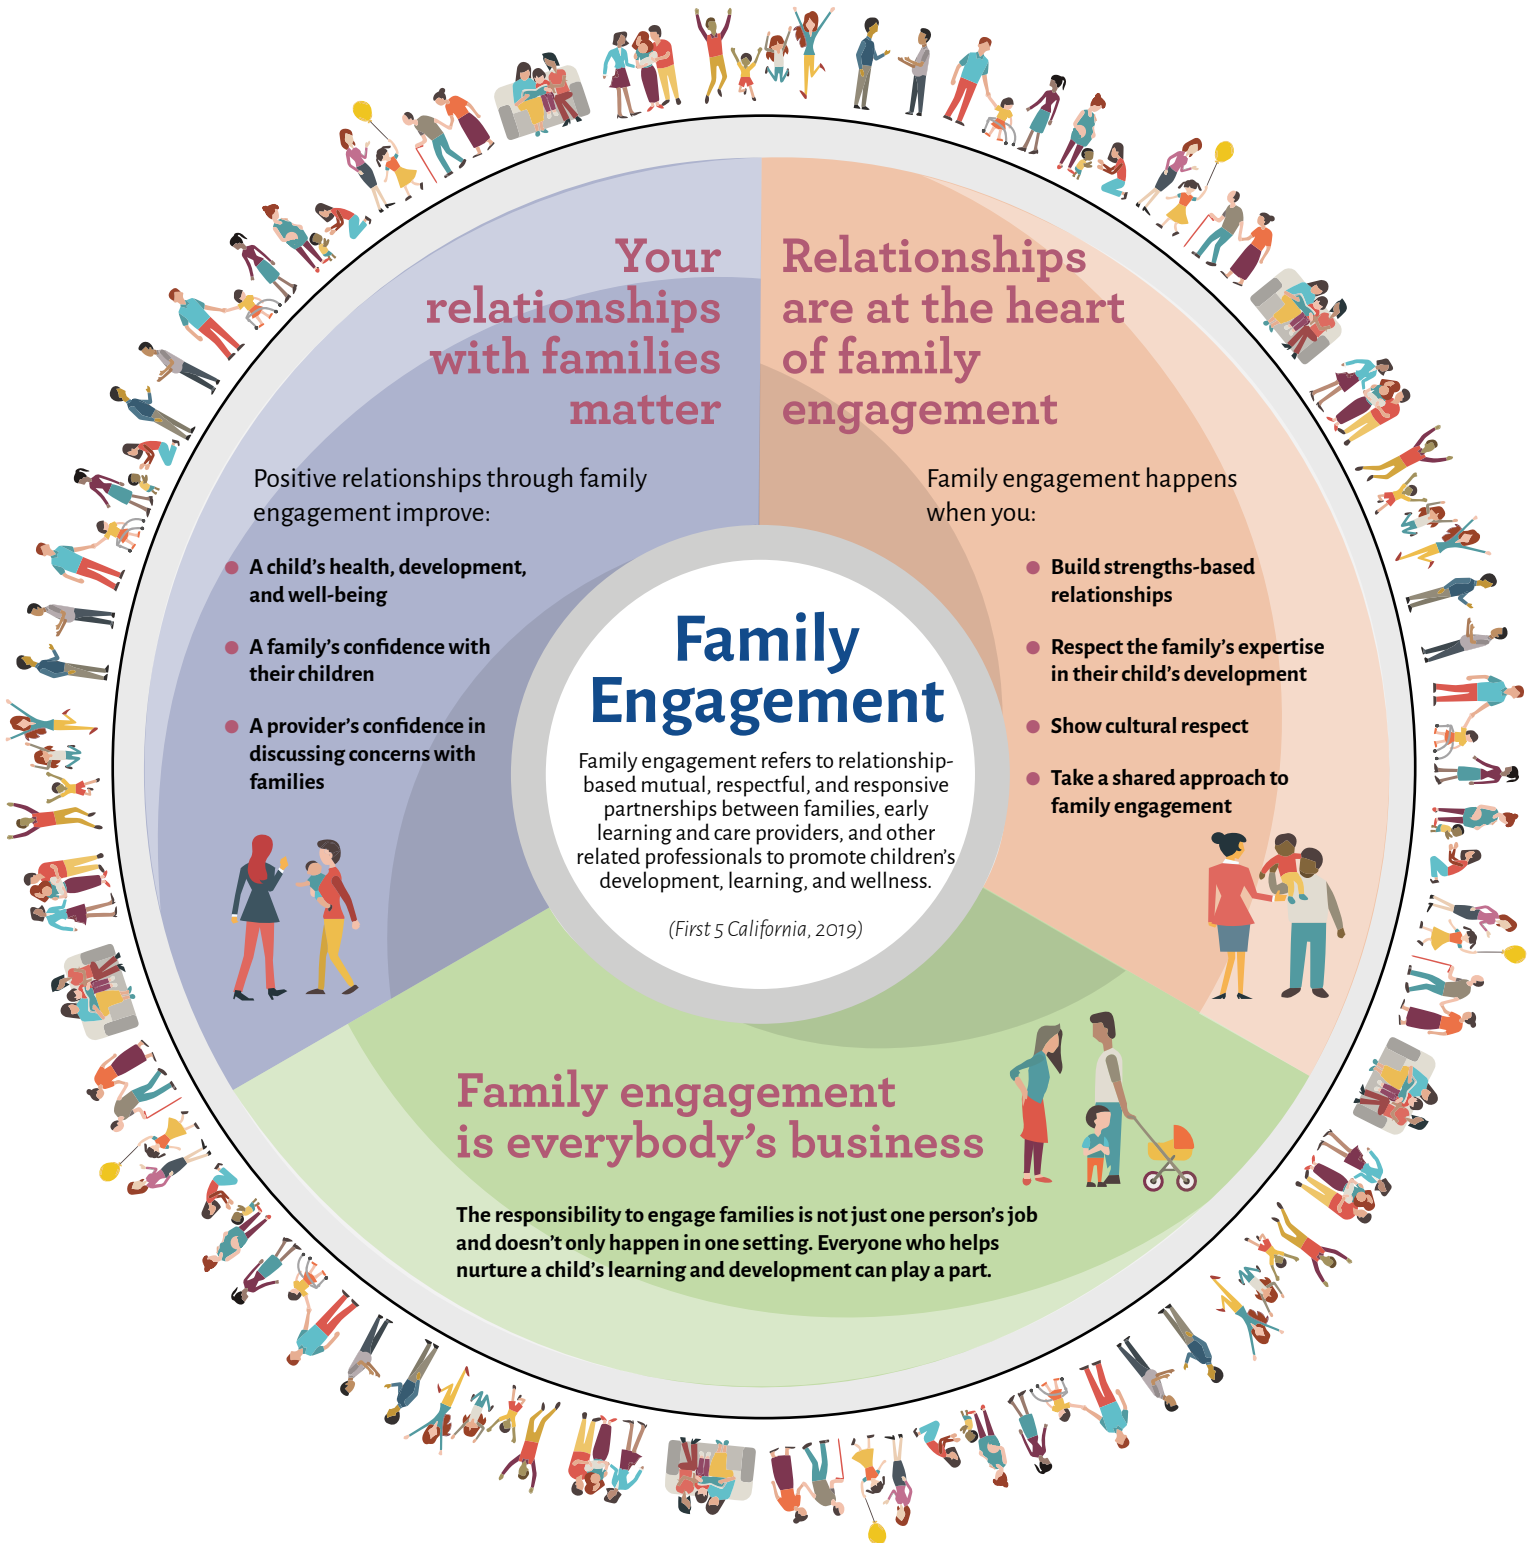 Your
relationships
with families
matter
Positive relationships through family
engagement improve:
A child’s health, development,
and well-being
A family’s confidence with
their children
A provider’s confidence in
discussing concerns with
families
Relationships
are at the heart
of family
engagement
Family engagement happens
when you:
Build strengths-based
relationships
Respect the family’s expertise
in their child’s development
Show cultural respect
Take a shared approach to
family engagement
Family
Engagement
Family engagement refers to relationship-
based mutual, respectful, and responsive
partnerships between families, early
learning and care providers, and other
related professionals to promote children’s
development, learning, and wellness.
(First 5 California, 2019)
Family engagement
is everybody’s business
The responsibility to engage families is not just one person’s job
and doesn’t only happen in one setting. Everyone who helps
nurture a child’s learning and development can play a part.